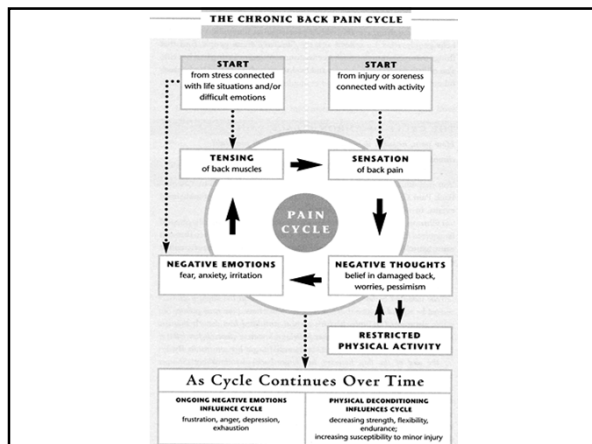 THE CHRONIC BACK PAIN CYCLE
START
from stress connected
with life situations and/or
difficult emotions
START
from injury or soreness
connected with activity
TENSING
of back muscles
SENSATION
of back pain
PAIN
CYCLE
NEGATIVE EMOTIONS
fear, anxiety, irritation
NEGATIVE THOUGHTS
belief in damaged back,
worries, pessimism
RESTRICTED
PHYSICAL ACTIVITY
As Cycle Continues Over Time
ONGOING NEGATIVE EMOTIONS
INFLUENCE CYCLE
frustration, anger, depression,
exhaustion
PHYSICAL DECONDITIONING
INFLUENCES CYCLE
decreasing strength, flexibility,
endurance;
increasing susceptibility to minor injury